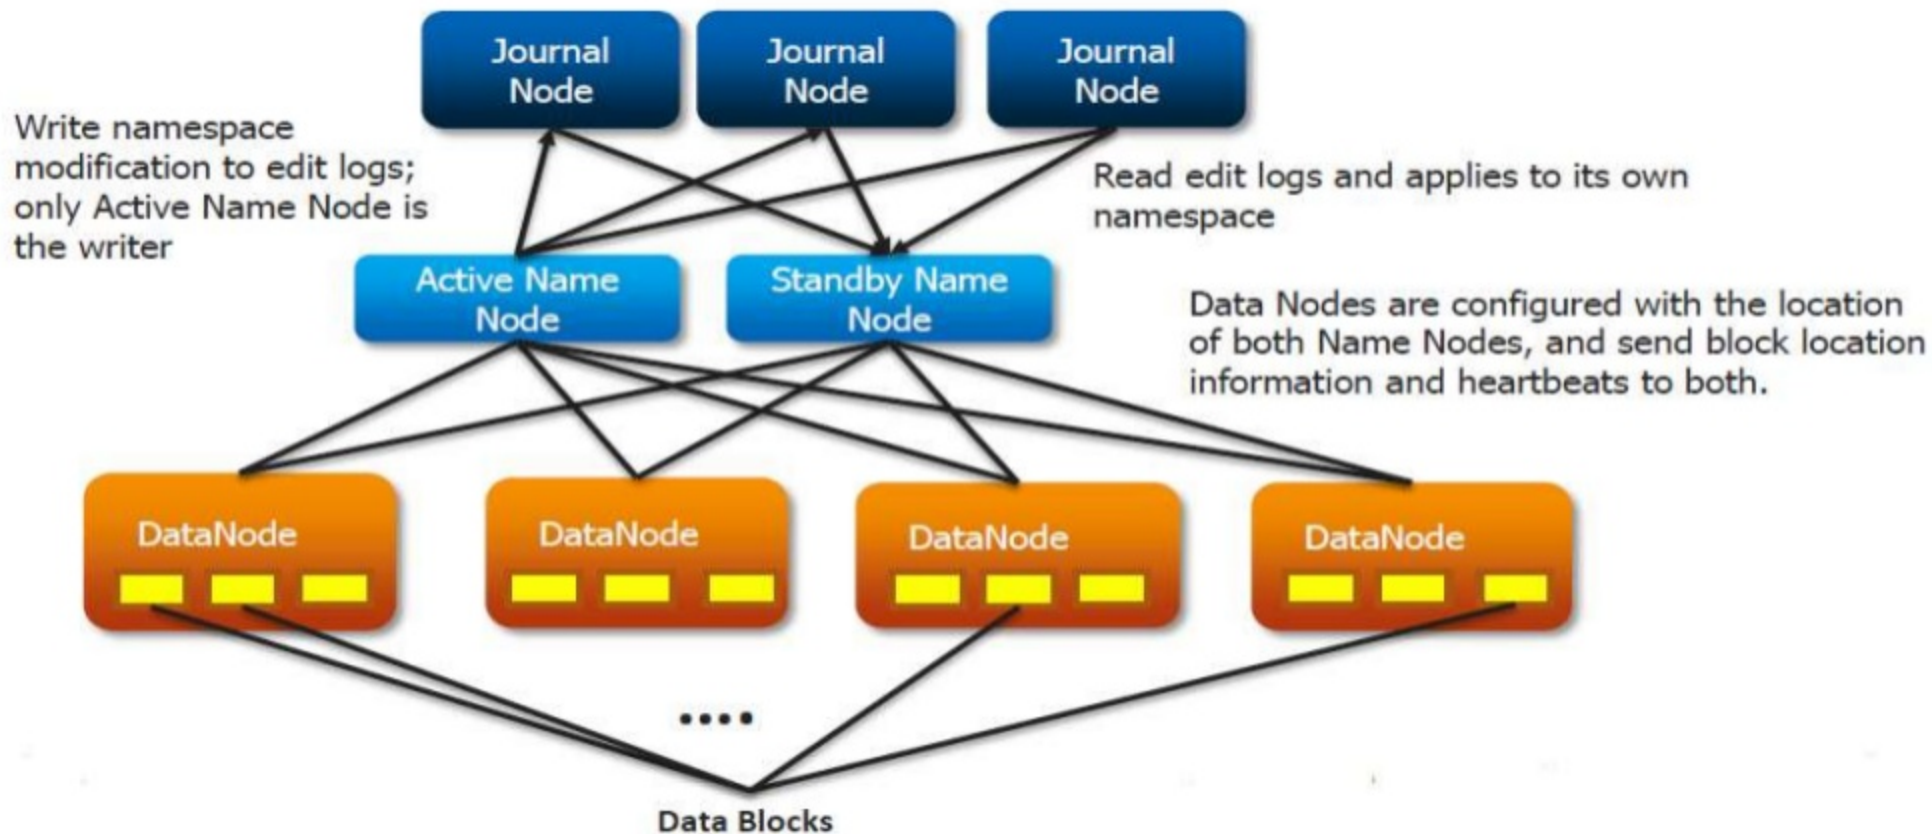 Journal
Node
Journal
Node
Journal
Node
Write namespace
modification to edit logs;
only Active Name Node is
the writer
Read edit logs and applies to its own
namespace
Active Name
Node
Standby Name
Node
Data Nodes are configured with the location
of both Name Nodes, and send block location
information and heartbeats to both.
DataNode
DataNode
DataNode
DataNode
....
Data Blocks